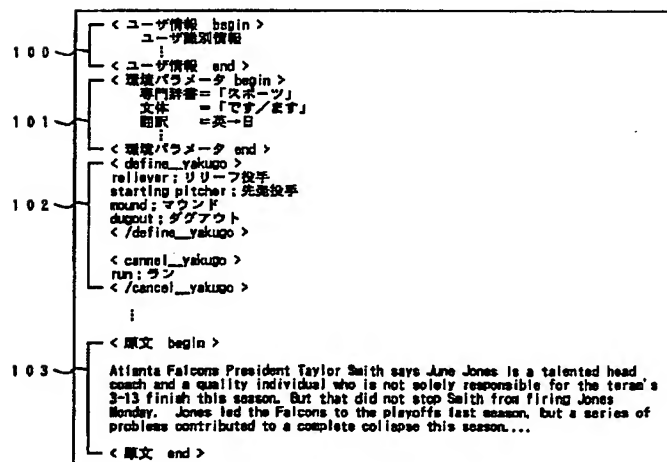 < ユーザ情報 begin >
ユーザ識別情報
⋮
100
< ユーザ情報 end >
< 環境パラメータ begin >
専門辞書=「スポーツ」
文体 =「です/ます」
101
翻訳 =英→日
⋮
< 環境パラメータ end >
< define__yakugo >
reliever ; リリーフ投手
starting pitcher ; 先発投手
102
mound ; マウンド
dugout ; ダグアウト
< /define__yakugo >
< cannel__yakugo >
run ; ラン
< /cancel__yakugo >
⋮
< 原文 begin >
103
Atlanta Falcons President Taylor Smith says June Jones is a talented head
coach and a quality individual who is not solely responsible for the teram's
3-13 finish this season. But that did not stop Smith from firing Jones
Monday. Jones led the Falcons to the playoffs last season, but a series of
problems contributed to a complete collapse this season....
< 原文 end >